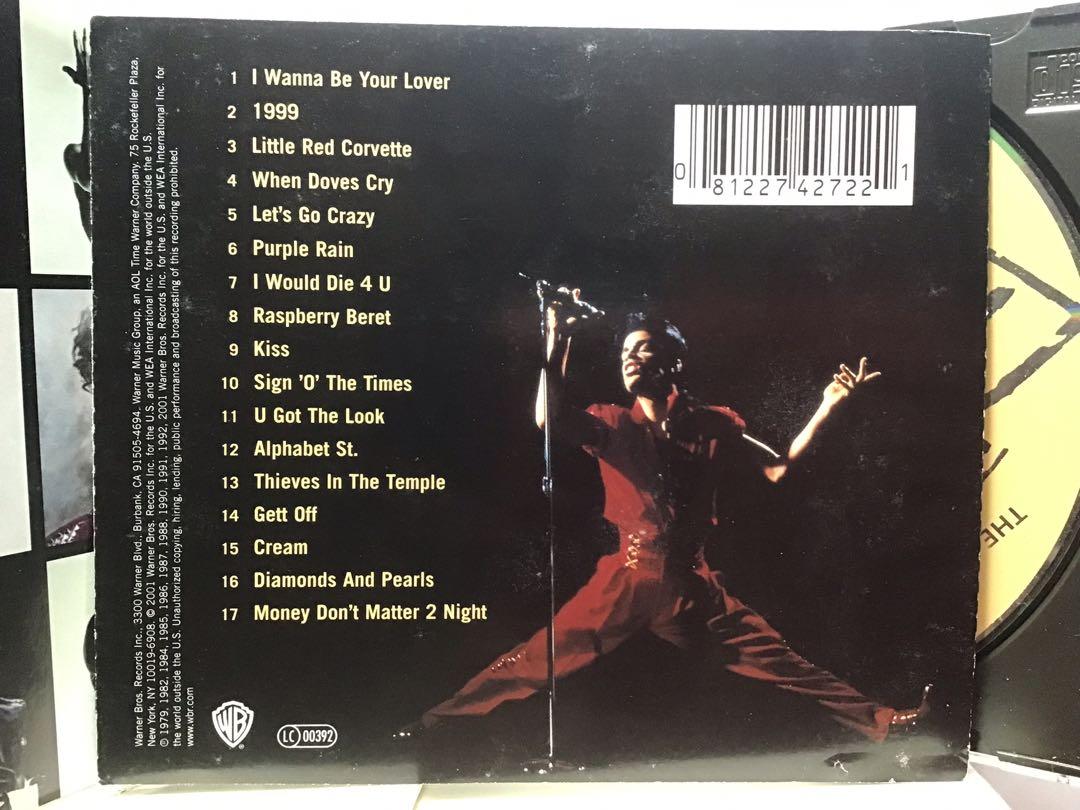 1 I Wanna Be Your Lover
2 1999
3 Little Red Corvette
4 When Doves Cry
5 Let's Go Crazy
6 Purple Rain
7 I Would Die 4 U
8 Raspberry Beret
9 Kiss
10 Sign 'O' The Times
11 U Got The Look
12 Alphabet St.
13 Thieves In The Temple
14 Gett Off
15 Cream
16 Diamonds And Pearls
17 Money Don't Matter 2 Night
0 81227 42722 1
Warner Bros. Records Inc., 3300 Warner Blvd., Burbank, CA 91505-4694. Warner Music Group, an AOL Time Warner Company. 75 Rockefeller Plaza,
New York, NY 10019-6908. © 2001 Warner Bros. Records Inc. for the U.S. and WEA International Inc. for the world outside the U.S.
℗ 1979, 1982, 1984, 1985, 1986, 1987, 1988, 1990, 1991, 1992, 2001 Warner Bros. Records Inc. for the U.S. and WEA International Inc. for
the world outside the U.S. Unauthorized copying, hiring, lending, public performance and broadcasting of this recording prohibited.
www.wbr.com
WB
LC 00392
THE